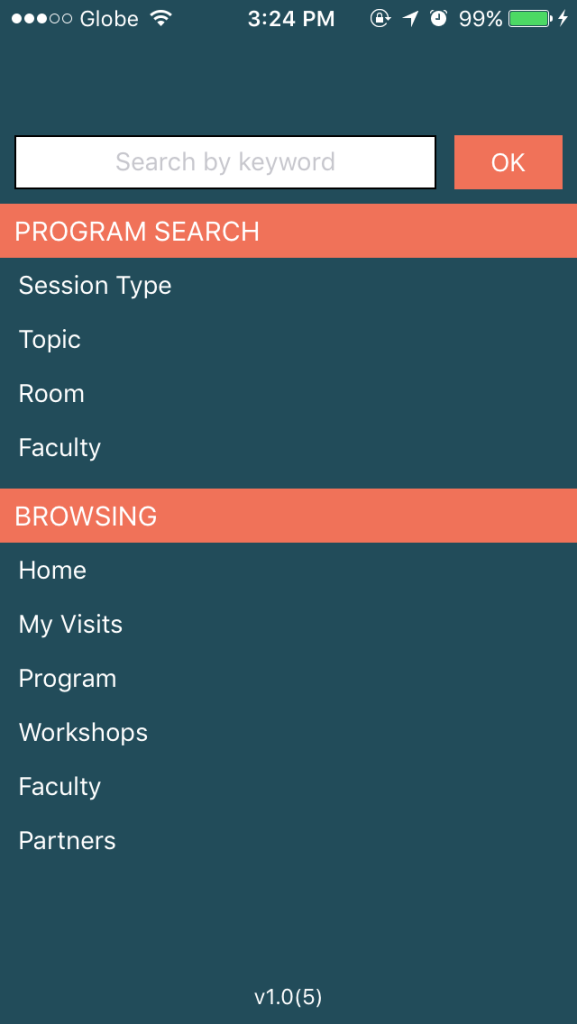 Globe 3:24 PM 99%
Search by keyword OK
PROGRAM SEARCH
Session Type
Topic
Room
Faculty
BROWSING
Home
My Visits
Program
Workshops
Faculty
Partners
v1.0(5)